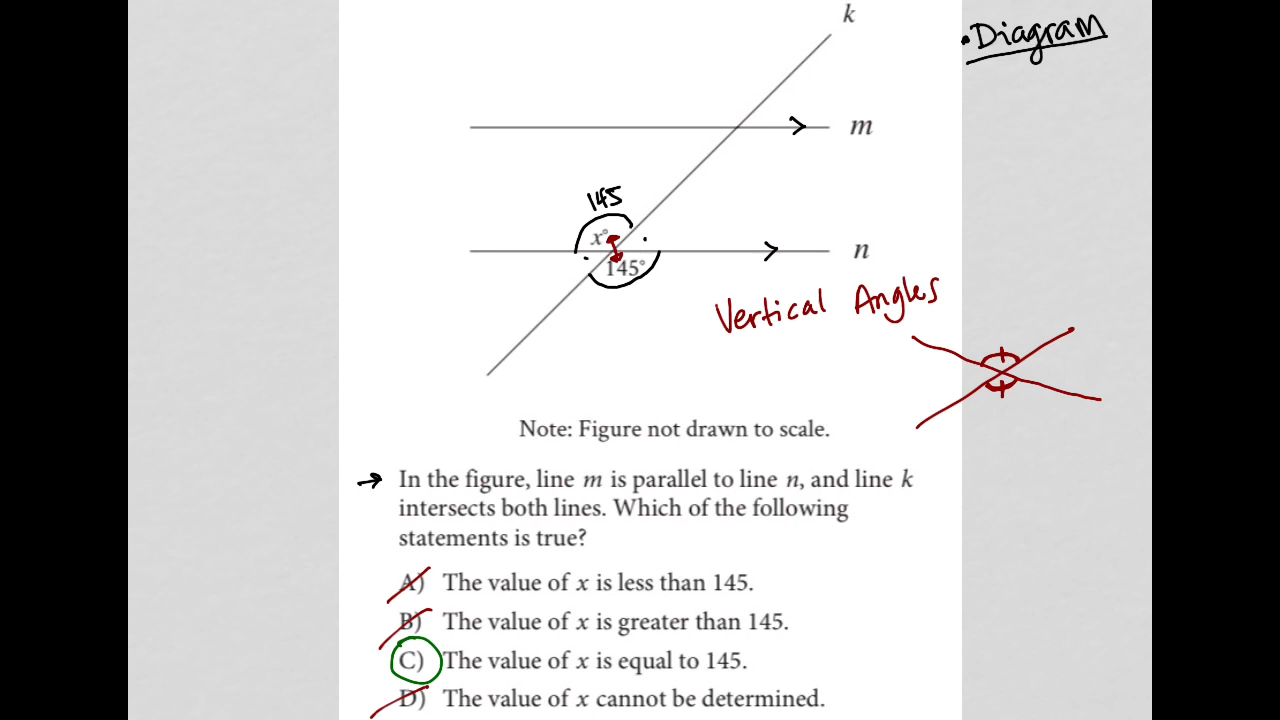 k
• Diagram
m
145
x°
n
145°
Vertical Angles
Note: Figure not drawn to scale.
In the figure, line m is parallel to line n, and line k
intersects both lines. Which of the following
statements is true?
A) The value of x is less than 145.
B) The value of x is greater than 145.
C) The value of x is equal to 145.
D) The value of x cannot be determined.